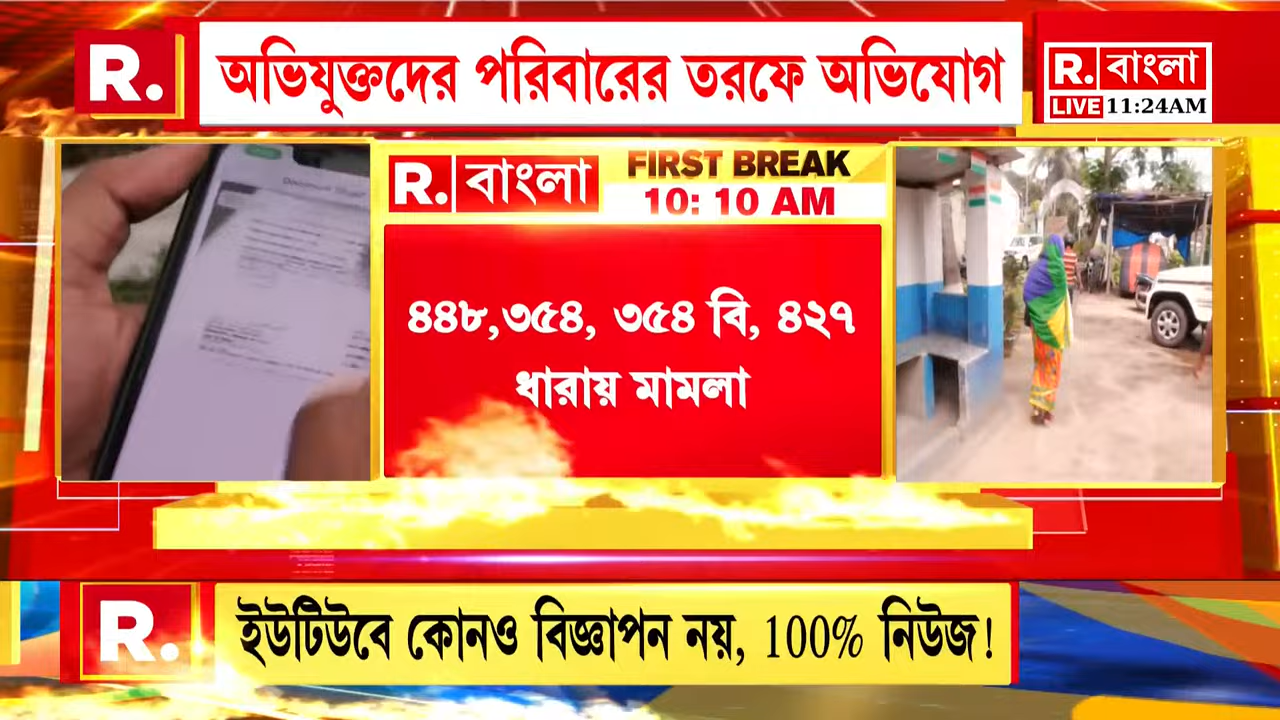 R.
অভিযুক্তদের পরিবারের তরফে অভিযোগ
R. বাংলা
LIVE 11:24AM
R. বাংলা
FIRST BREAK
10: 10 AM
৪৪৮,৩৫৪, ৩৫৪ বি, ৪২৭
ধারায় মামলা
R.
ইউটিউবে কোনও বিজ্ঞাপন নয়, 100% নিউজ!